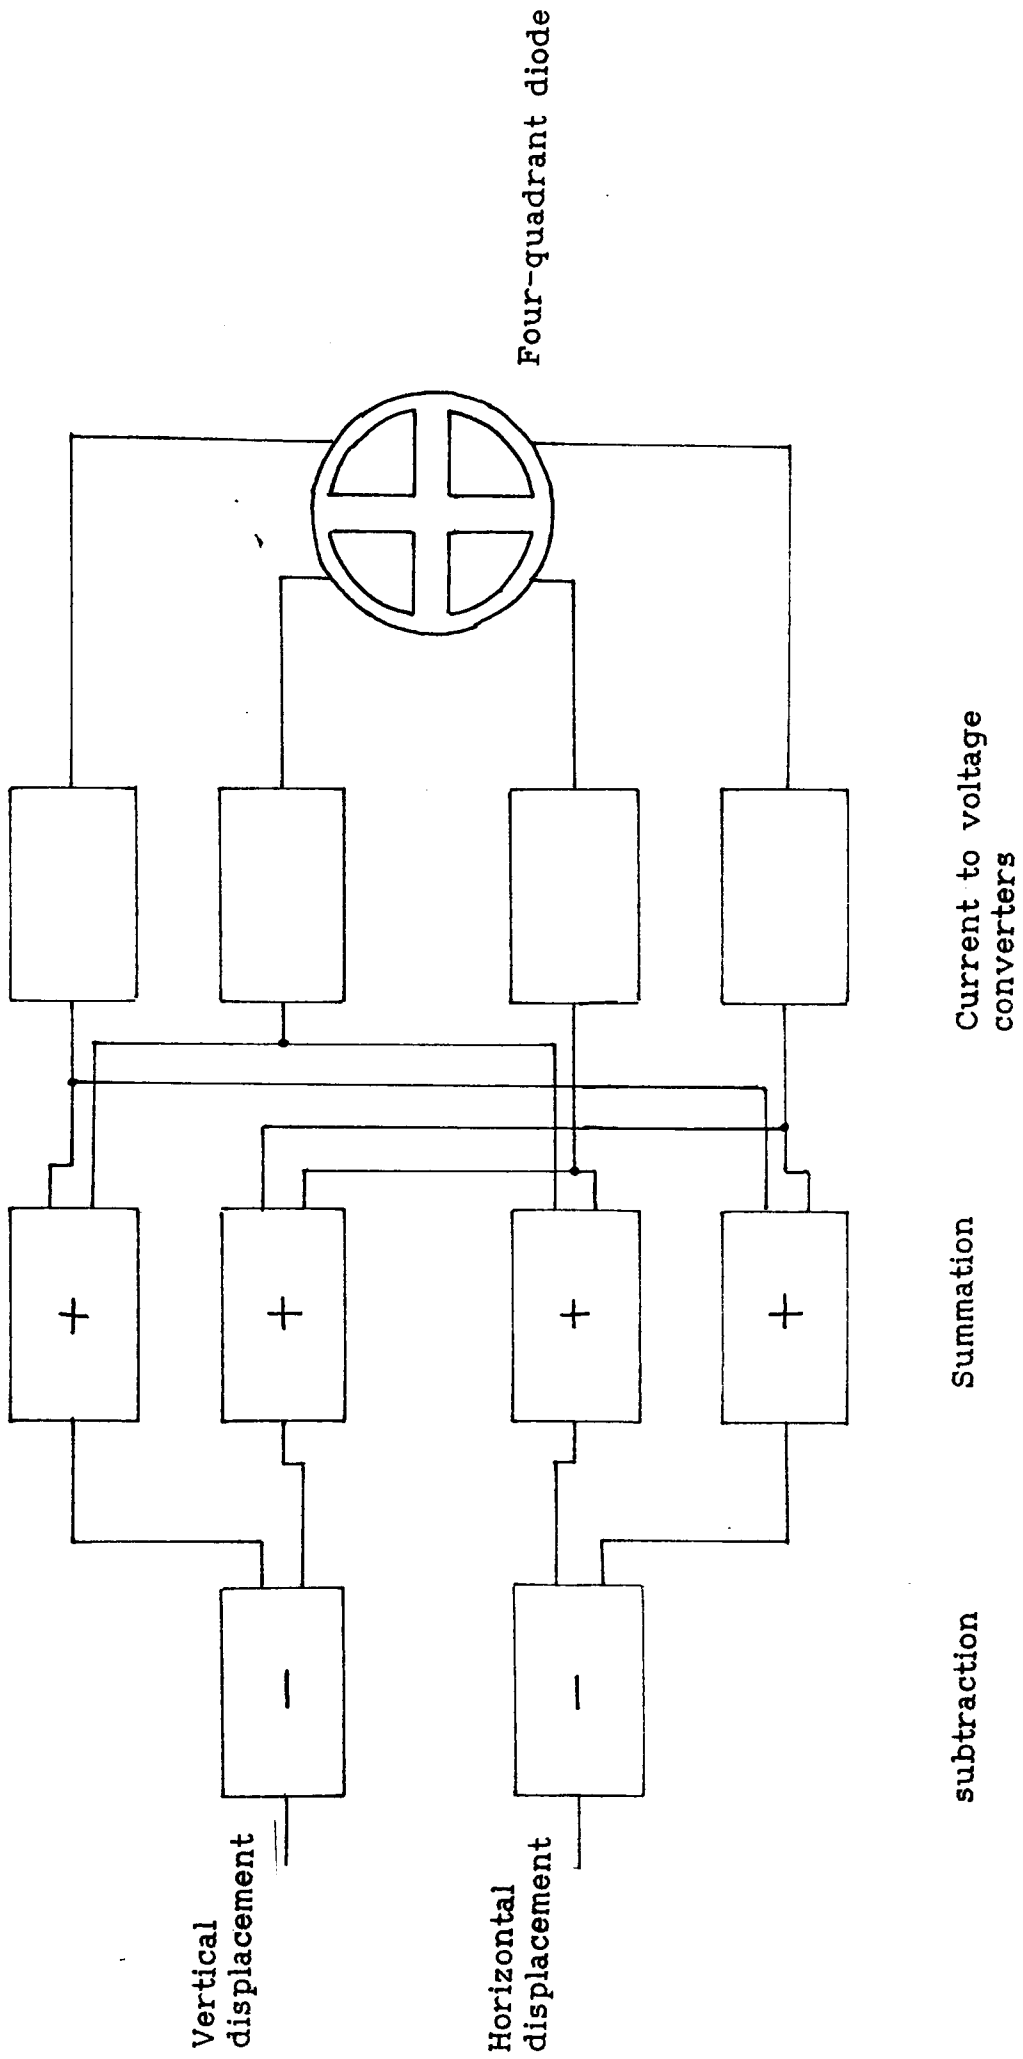 Vertical
displacement
Horizontal
displacement
+
+
+
+
−
−
subtraction
Summation
Current to voltage
converters
Four-quadrant diode